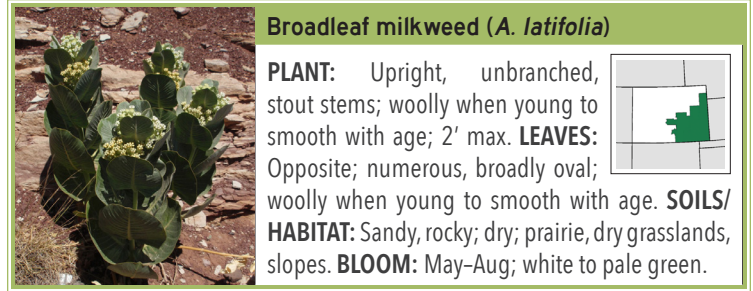 Broadleaf milkweed (A. latifolia)
PLANT: Upright, unbranched,
stout stems; woolly when young to
smooth with age; 2’ max. LEAVES:
Opposite; numerous, broadly oval;
woolly when young to smooth with age. SOILS/
HABITAT: Sandy, rocky; dry; prairie, dry grasslands,
slopes. BLOOM: May–Aug; white to pale green.